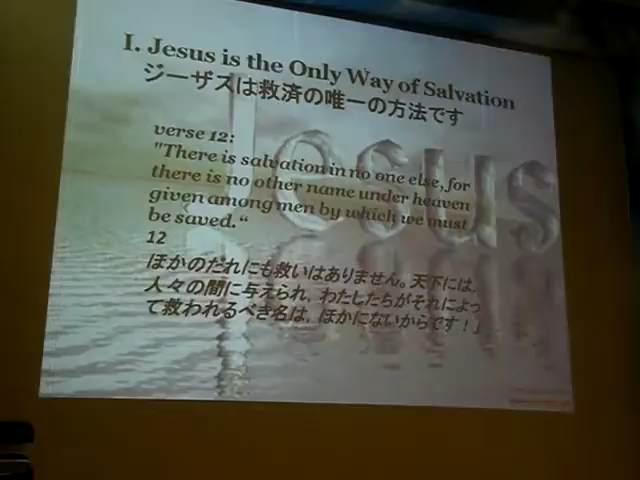 I. Jesus is the Only Way of Salvation
ジーザスは救済の唯一の方法です
Jesus
verse 12:
"There is salvation in no one else, for
there is no other name under heaven
given among men by which we must
be saved.“
12
ほかのだれにも救いはありません。天下には,
人々の間に与えられ, わたしたちがそれによっ
て救われるべき名は, ほかにないからです！」